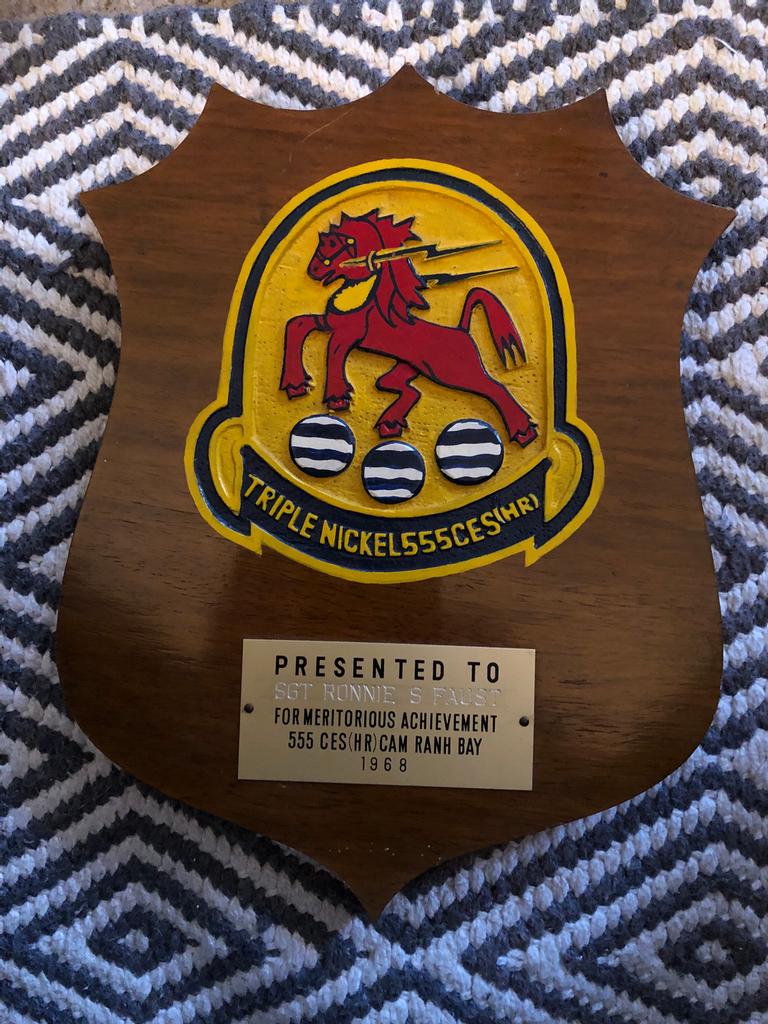 TRIPLE NICKEL 555 CES (HR)
PRESENTED TO
SGT RONNIE S FAUST
FOR MERITORIOUS ACHIEVEMENT
555 CES (HR) CAM RANH BAY
1968